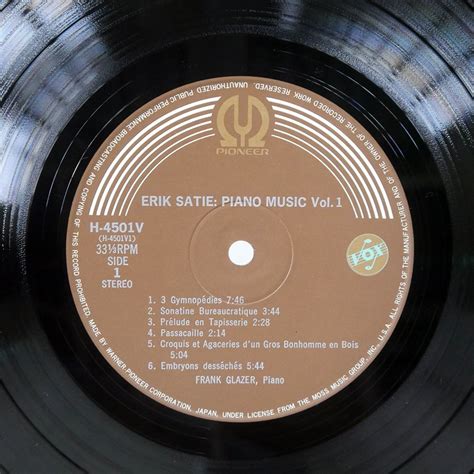 ALL RIGHTS OF THE MANUFACTURER AND OF THE OWNER OF THE RECORDED WORK RESERVED. UNAUTHORIZED PUBLIC PERFORMANCE BROADCASTING AND COPYING OF THIS RECORD PROHIBITED. MADE BY WARNER PIONEER CORPORATION, JAPAN, UNDER LICENSE FROM THE MOSS MUSIC GROUP, INC., U.S.A.
PIONEER
ERIK SATIE: PIANO MUSIC Vol. 1
H-4501V
(H-4501V1)
33⅓RPM
SIDE
1
STEREO
VOX
1. 3 Gymnopédies 7:46
2. Sonatine Bureaucratique 3:44
3. Prélude en Tapisserie 2:28
4. Passacaille 2:14
5. Croquis et Agaceries d'un Gros Bonhomme en Bois
5:04
6. Embryons desséchés 5:44
FRANK GLAZER, Piano